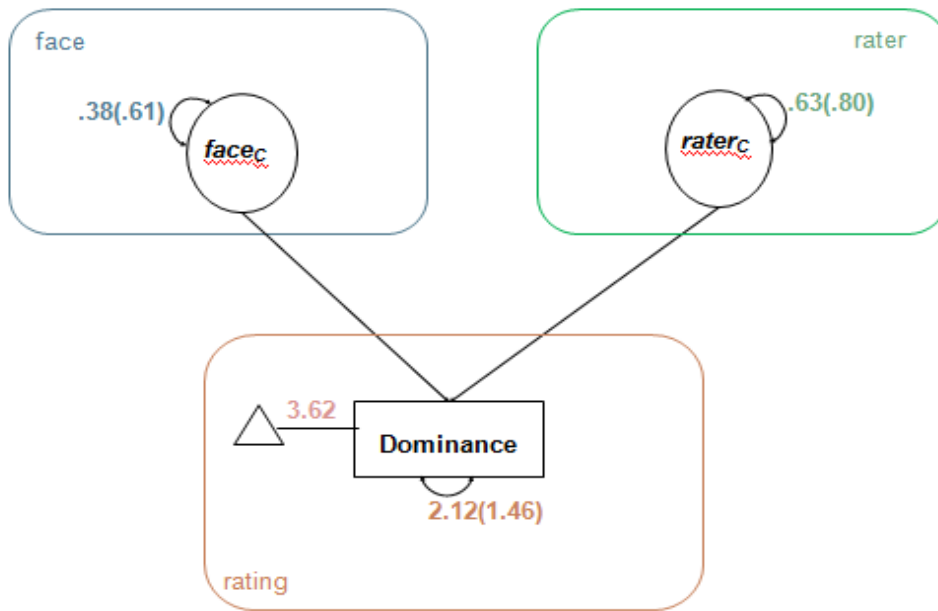 face
rater
.38(.61)
.63(.80)
faceC
raterC
3.62
Dominance
2.12(1.46)
rating